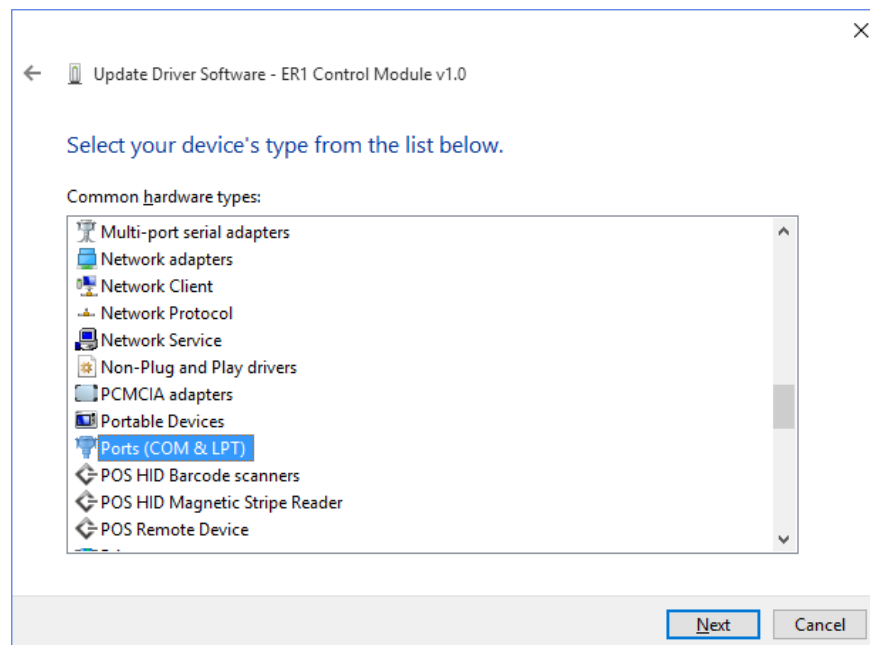 Update Driver Software - ER1 Control Module v1.0
Select your device's type from the list below.
Common hardware types:
Multi-port serial adapters
Network adapters
Network Client
Network Protocol
Network Service
Non-Plug and Play drivers
PCMCIA adapters
Portable Devices
Ports (COM & LPT)
POS HID Barcode scanners
POS HID Magnetic Stripe Reader
POS Remote Device
Next Cancel